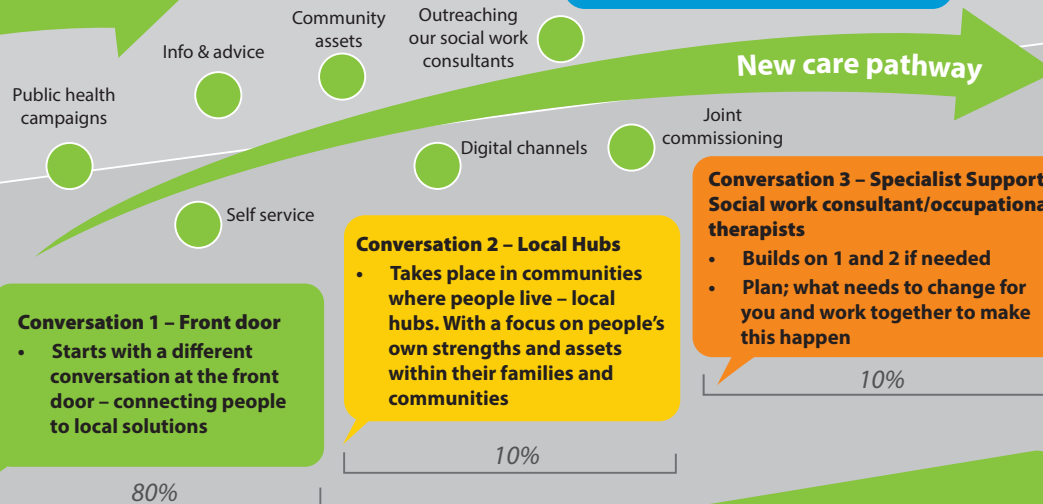 Community
assets
Outreaching
our social work
consultants
Info & advice
Public health
campaigns
New care pathway
Joint
commissioning
Digital channels
Self service
Conversation 1 – Front door
• Starts with a different
conversation at the front
door – connecting people
to local solutions
80%
Conversation 2 – Local Hubs
• Takes place in communities
where people live – local
hubs. With a focus on people’s
own strengths and assets
within their families and
communities
10%
Conversation 3 – Specialist Support
Social work consultant/occupationa
therapists
• Builds on 1 and 2 if needed
• Plan; what needs to change for
you and work together to make
this happen
10%